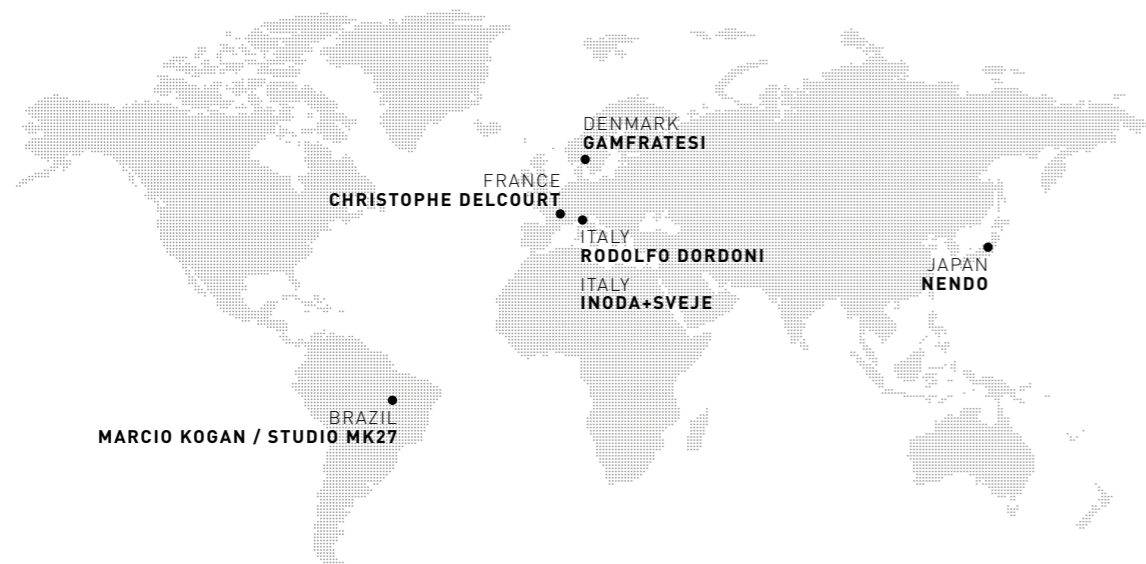 DENMARK
GAMFRATESI
FRANCE
CHRISTOPHE DELCOURT
ITALY
RODOLFO DORDONI
ITALY
INODA+SVEJE
JAPAN
NENDO
BRAZIL
MARCIO KOGAN / STUDIO MK27